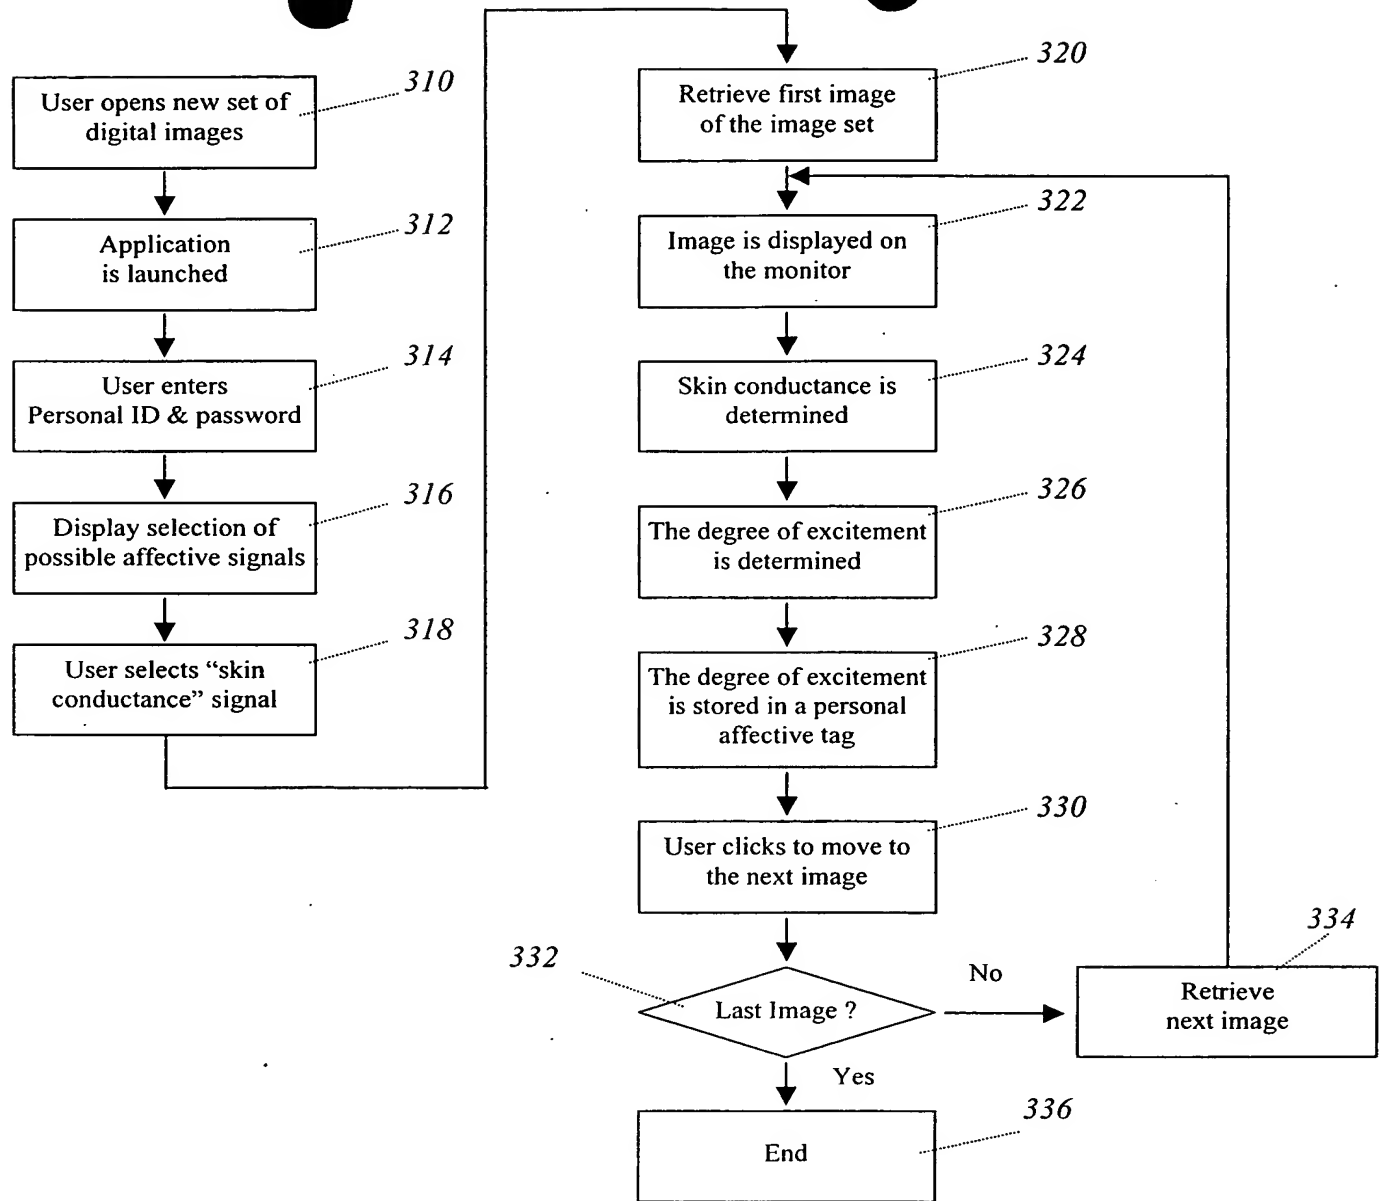 310
User opens new set of
digital images
312
Application
is launched
314
User enters
Personal ID & password
316
Display selection of
possible affective signals
318
User selects “skin
conductance” signal
320
Retrieve first image
of the image set
322
Image is displayed on
the monitor
324
Skin conductance is
determined
326
The degree of excitement
is determined
328
The degree of excitement
is stored in a personal
affective tag
330
User clicks to move to
the next image
332
Last Image ?
No
334
Retrieve
next image
Yes
336
End